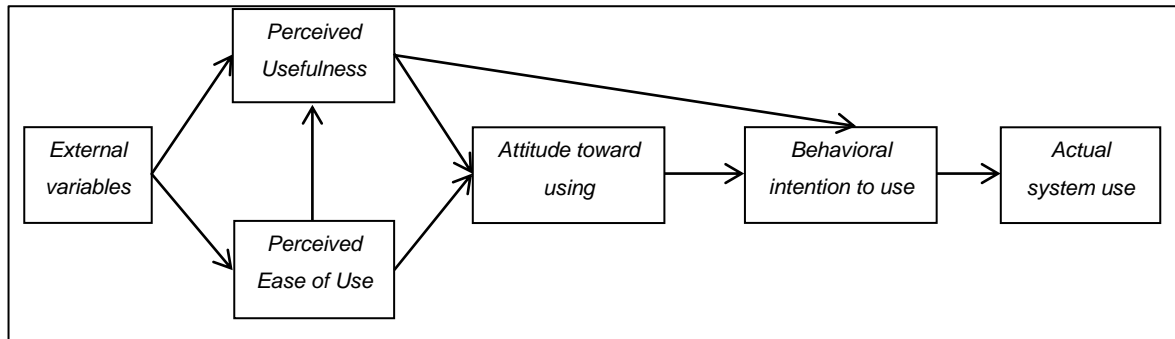 Perceived
Usefulness
External
variables
Perceived
Ease of Use
Attitude toward
using
Behavioral
intention to use
Actual
system use